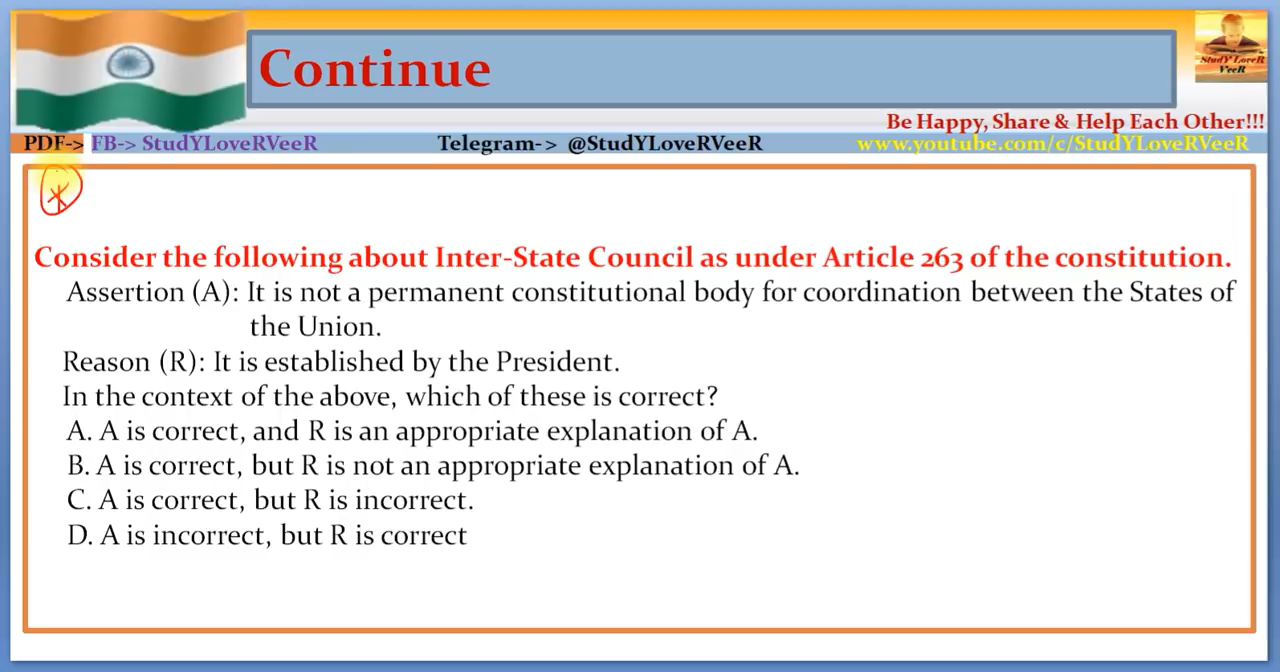 Continue
StudY LoveR
VeeR
Be Happy, Share & Help Each Other!!!
PDF-> FB-> StudYLoveRVeeR Telegram-> @StudYLoveRVeeR www.youtube.com/c/StudYLoveRVeeR
Consider the following about Inter-State Council as under Article 263 of the constitution.
Assertion (A): It is not a permanent constitutional body for coordination between the States of
the Union.
Reason (R): It is established by the President.
In the context of the above, which of these is correct?
A. A is correct, and R is an appropriate explanation of A.
B. A is correct, but R is not an appropriate explanation of A.
C. A is correct, but R is incorrect.
D. A is incorrect, but R is correct